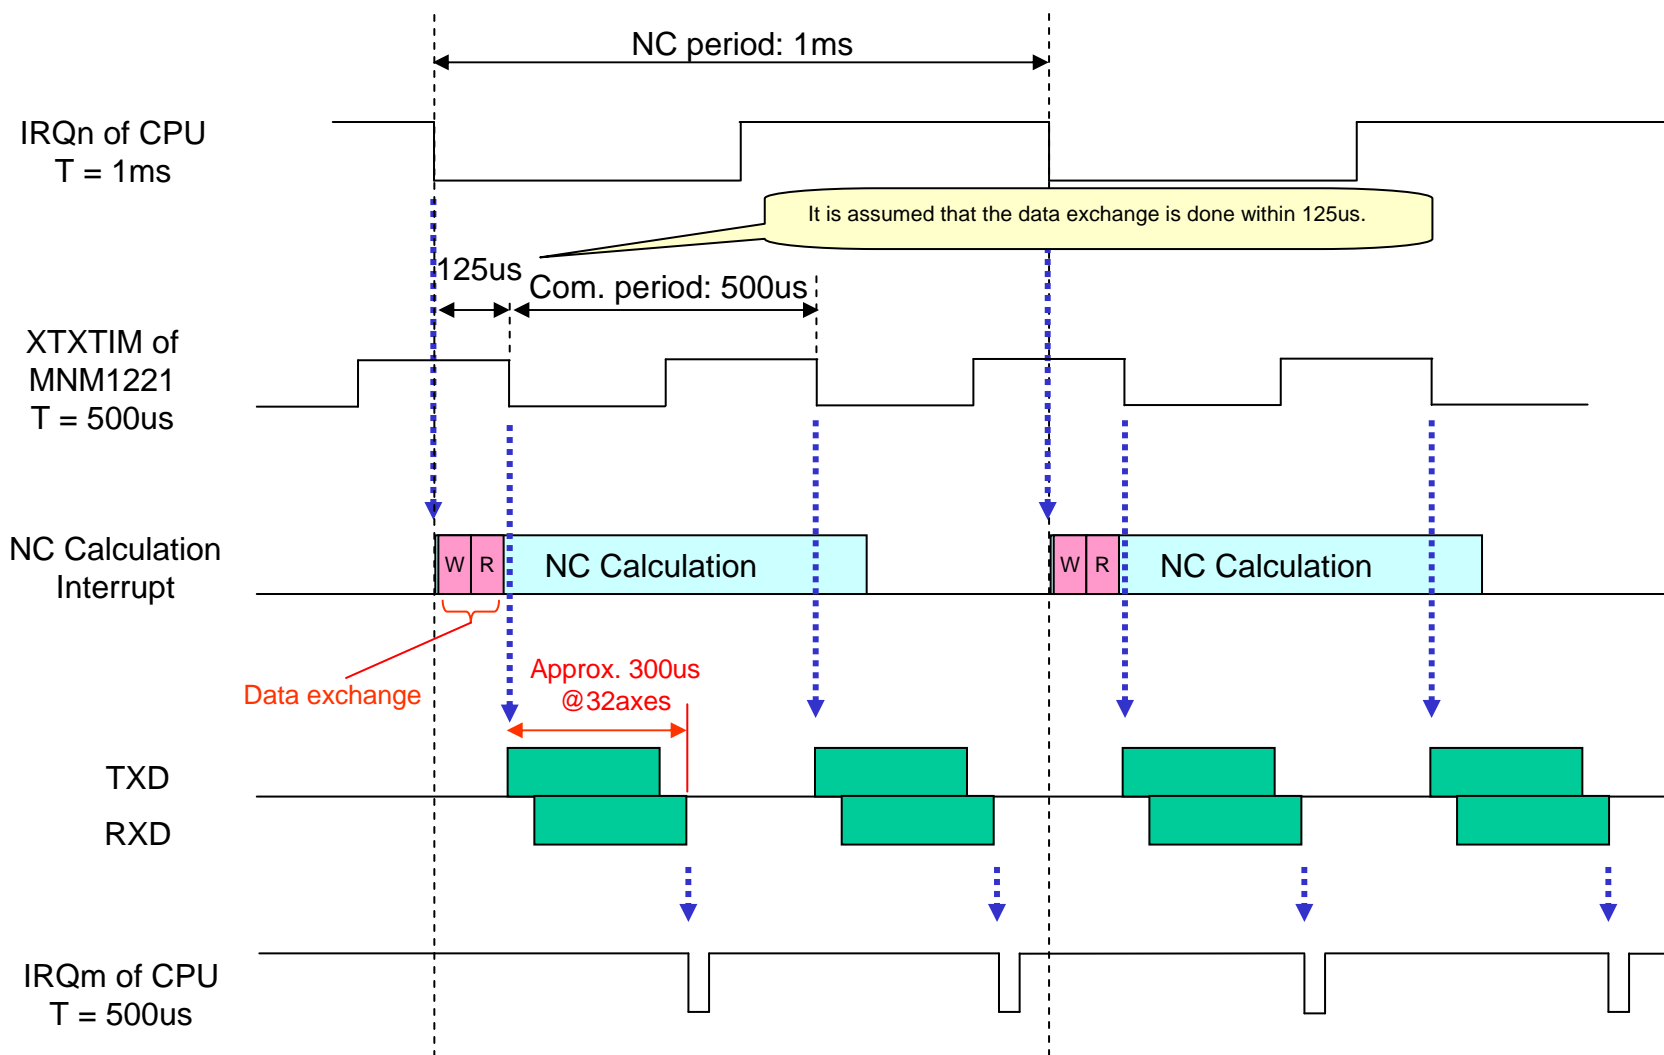 NC period: 1ms
IRQn of CPU
T = 1ms
It is assumed that the data exchange is done within 125us.
125us
Com. period: 500us
XTXTIM of
MNM1221
T = 500us
NC Calculation
Interrupt
W
R
NC Calculation
W
R
NC Calculation
Data exchange
Approx. 300us
@32axes
TXD
RXD
IRQm of CPU
T = 500us